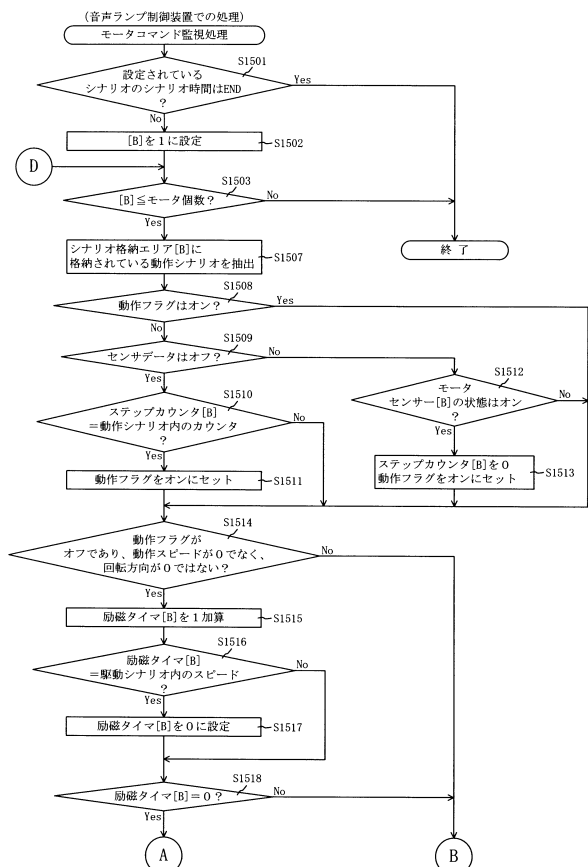 (音声ランプ制御装置での処理)
モータコマンド監視処理
S1501
設定されている
シナリオのシナリオ時間はEND
?
Yes
No
[B]を1に設定
S1502
D
S1503
[B]≦モータ個数?
No
Yes
終 了
シナリオ格納エリア[B]に
格納されている動作シナリオを抽出
S1507
S1508
動作フラグはオン?
Yes
No
S1509
センサデータはオフ?
No
Yes
S1510
ステップカウンタ[B]
=動作シナリオ内のカウンタ
?
No
Yes
S1512
モータ
センサー[B]の状態はオン
?
No
Yes
動作フラグをオンにセット
S1511
ステップカウンタ[B]を0
動作フラグをオンにセット
S1513
S1514
動作フラグが
オフであり、動作スピードが0でなく、
回転方向が0ではない?
No
Yes
励磁タイマ[B]を1加算
S1515
S1516
励磁タイマ[B]
=駆動シナリオ内のスピード
?
No
Yes
励磁タイマ[B]を0に設定
S1517
S1518
励磁タイマ[B]=0?
No
Yes
A
B